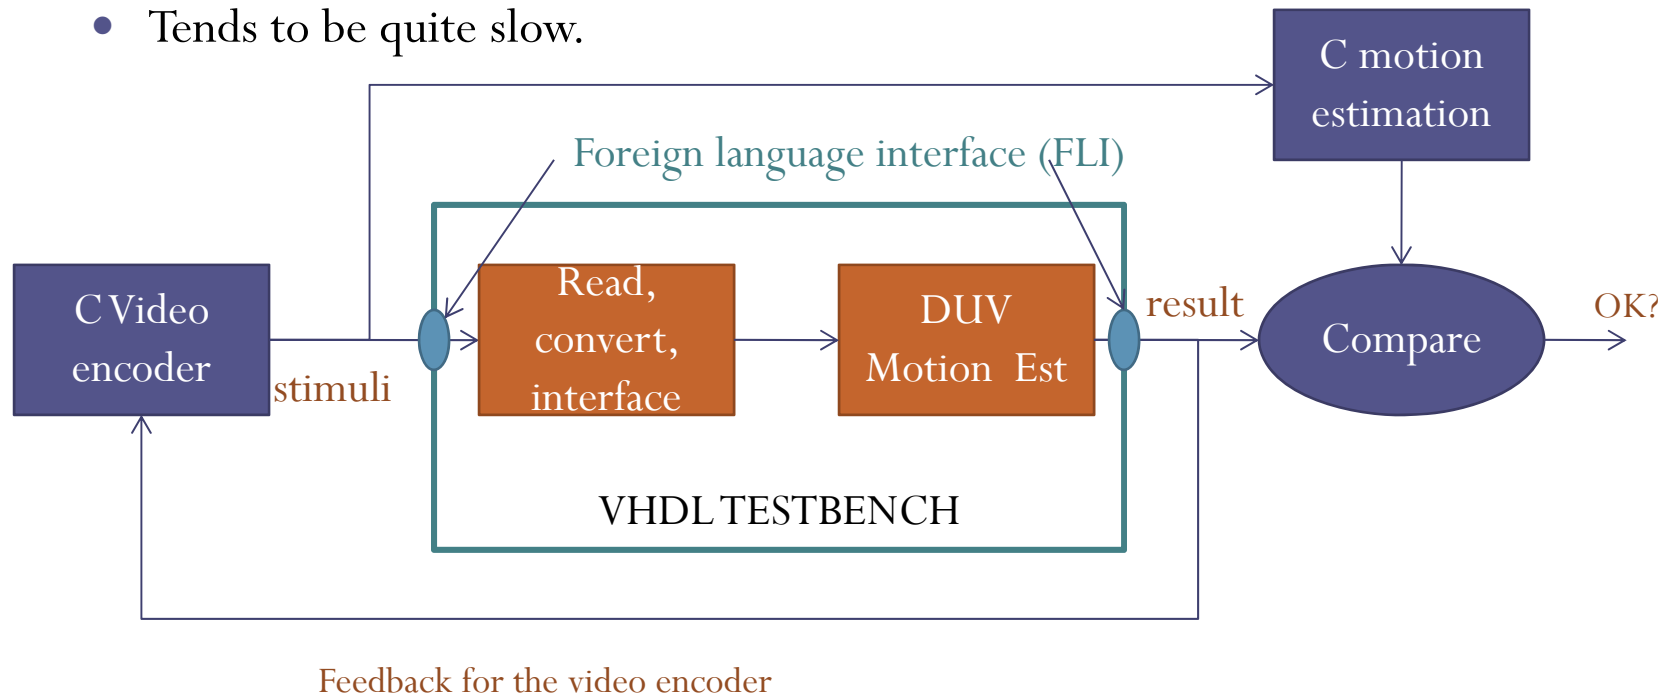 • Tends to be quite slow.
C motion
estimation
Foreign language interface (FLI)
C Video
encoder
stimuli
Read,
convert,
interface
DUV
Motion Est
result
Compare
OK?
VHDL TESTBENCH
Feedback for the video encoder